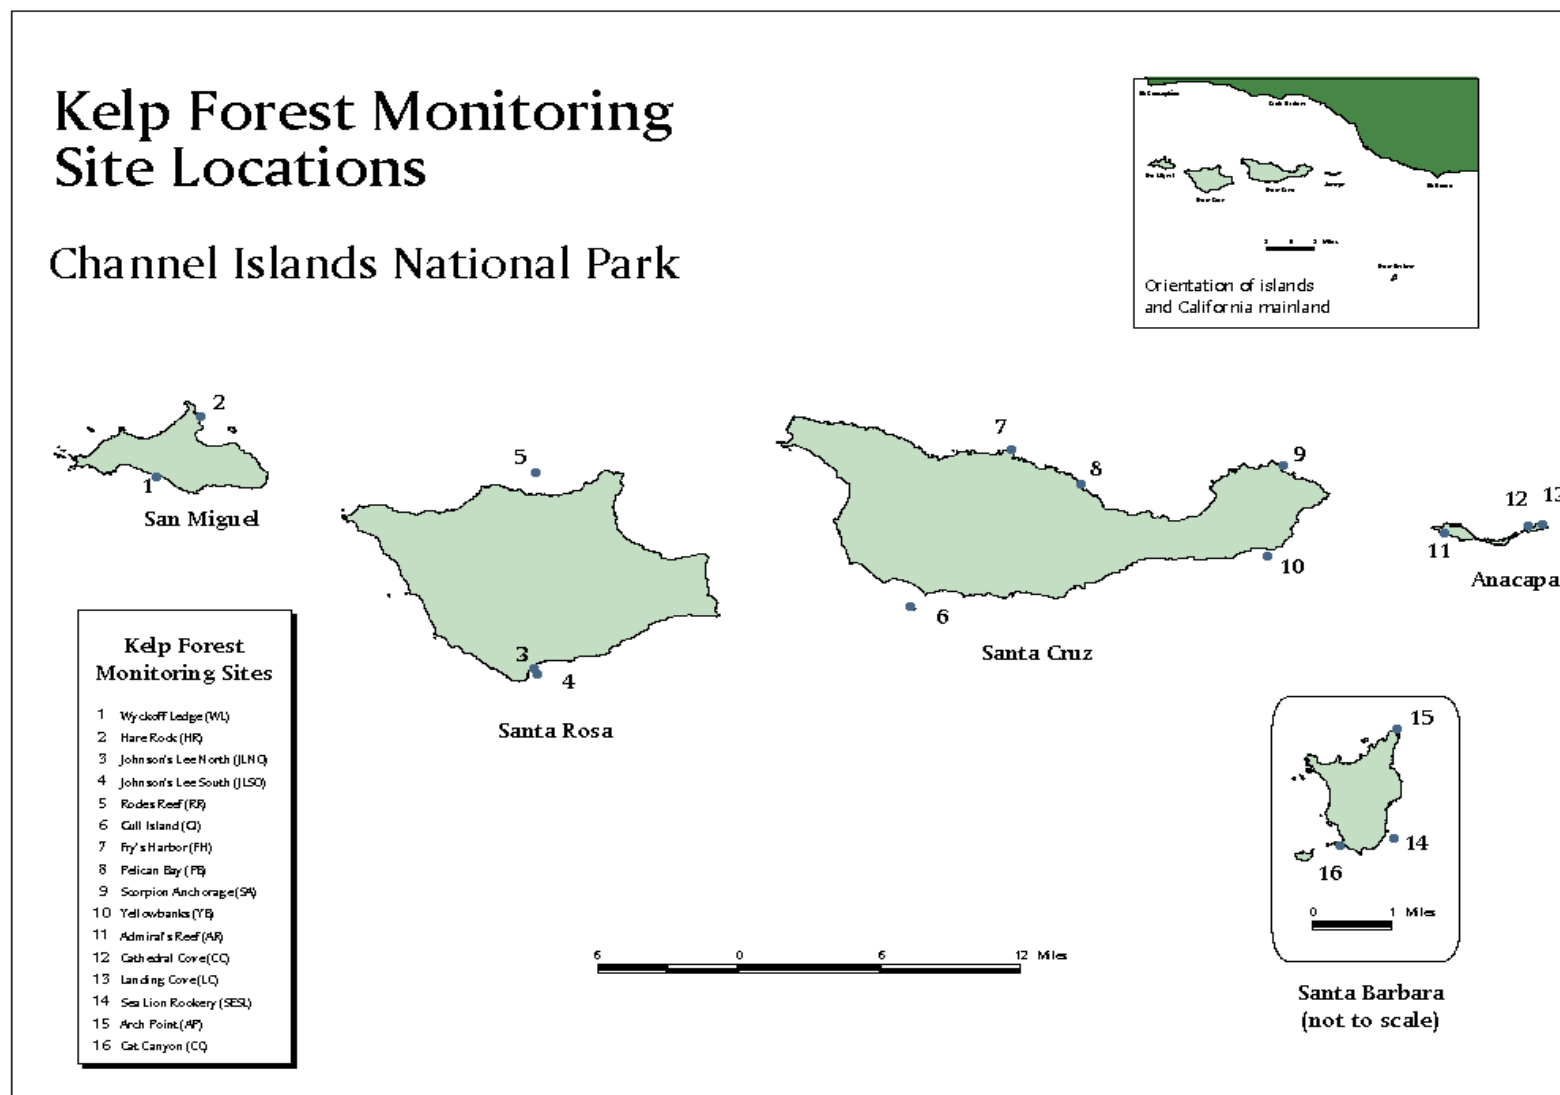 Kelp Forest Monitoring
Site Locations
Channel Islands National Park
Orientation of islands
and California mainland
2
1
San Miguel
5
3
4
Santa Rosa
7
8
9
10
6
Santa Cruz
12
13
11
Anacapa
Kelp Forest
Monitoring Sites
1 Wyckoff Ledge (WL)
2 Hare Rock (HR)
3 Johnson's Lee North (JLNO)
4 Johnson's Lee South (JLSO)
5 Rodes Reef (RR)
6 Gull Island (GI)
7 Fry's Harbor (FH)
8 Pelican Bay (PB)
9 Scorpion Anchorage (SA)
10 Yellowbanks (YB)
11 Admiral's Reef (AR)
12 Cathedral Cove (CC)
13 Landing Cove (LC)
14 Sea Lion Rookery (SESL)
15 Arch Point (AP)
16 Cat Canyon (CC)
6 0 6 12 Miles
15
14
16
0 1 Miles
Santa Barbara
(not to scale)